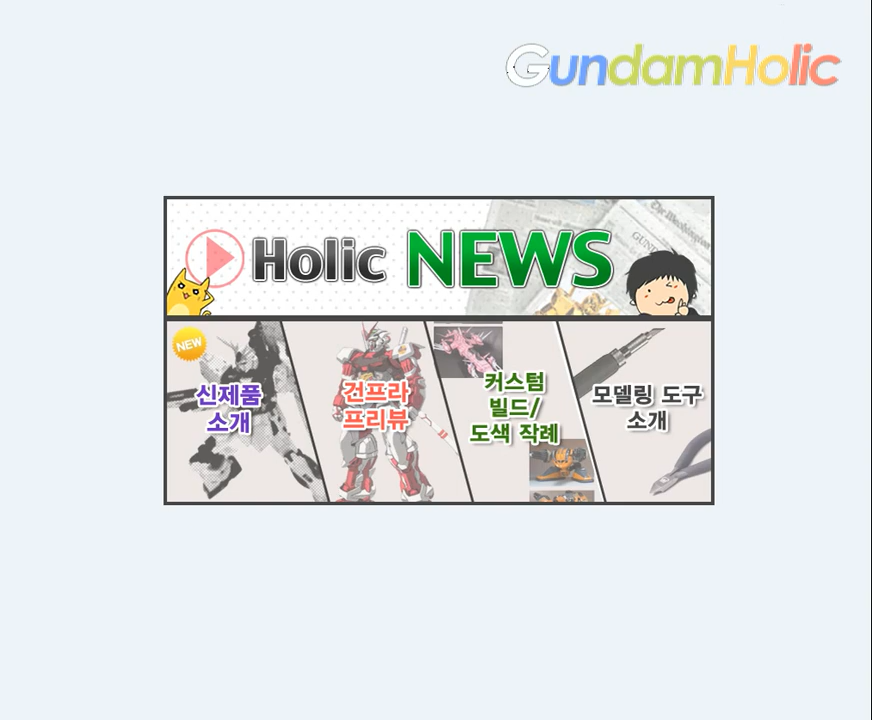 GundamHolic
Holic NEWS
GUND
NEW
신제품
소개
건프라
프리뷰
커스텀
빌드/
도색 작례
모델링 도구
소개